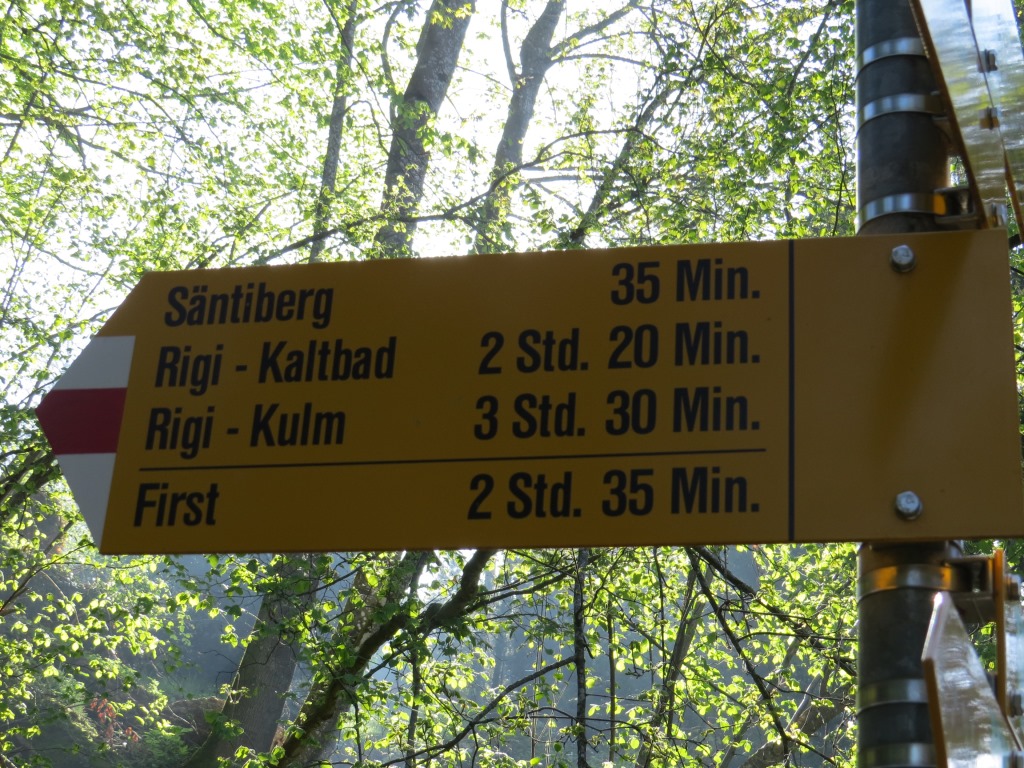 Säntiberg 35 Min.
Rigi - Kaltbad 2 Std. 20 Min.
Rigi - Kulm 3 Std. 30 Min.
First 2 Std. 35 Min.